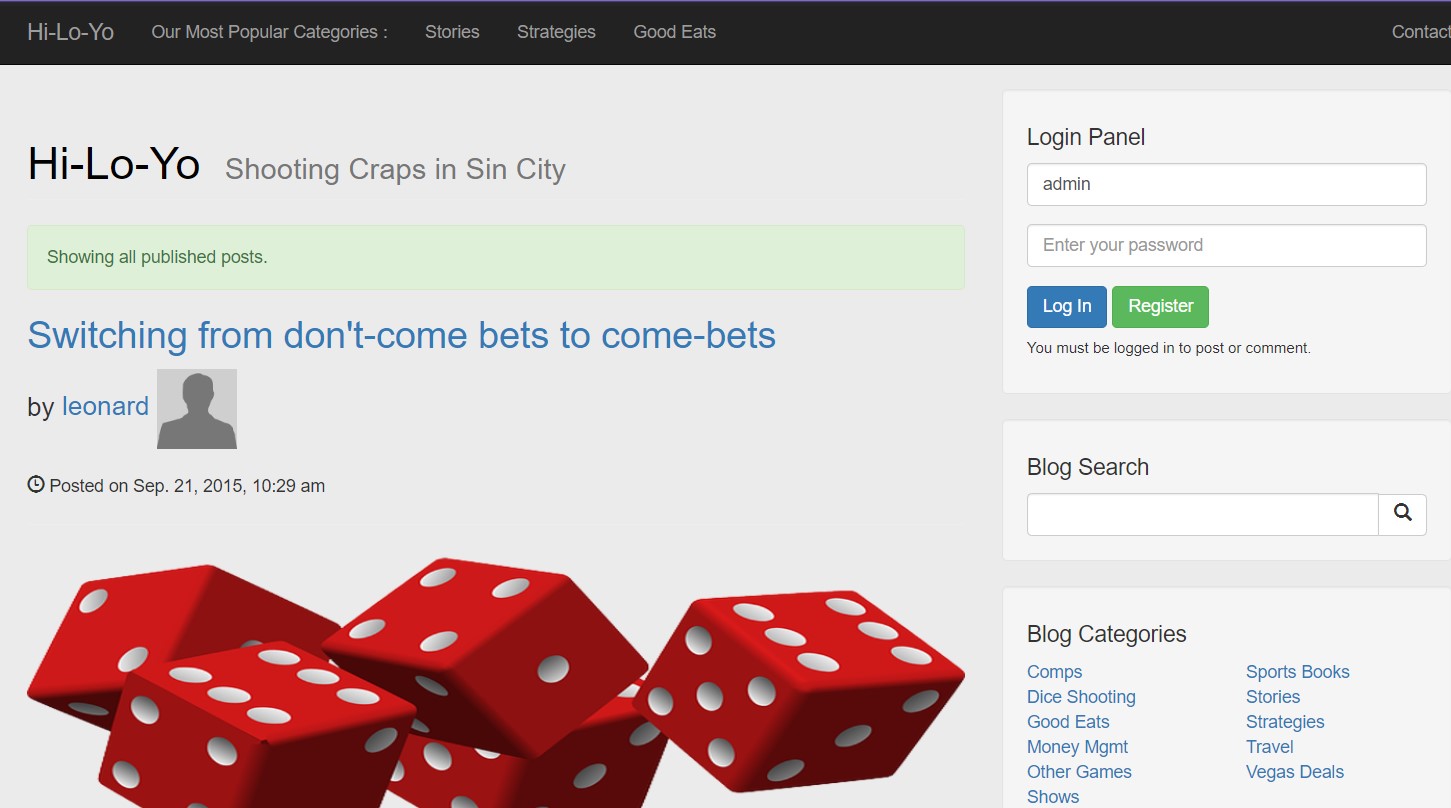 Hi-Lo-Yo Our Most Popular Categories : Stories Strategies Good Eats Contact
Hi-Lo-Yo Shooting Craps in Sin City
Showing all published posts.
Switching from don't-come bets to come-bets
by leonard
Posted on Sep. 21, 2015, 10:29 am
Login Panel
admin
Enter your password
Log In Register
You must be logged in to post or comment.
Blog Search
Blog Categories
Comps
Dice Shooting
Good Eats
Money Mgmt
Other Games
Shows
Sports Books
Stories
Strategies
Travel
Vegas Deals